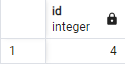 id
integer
1 4